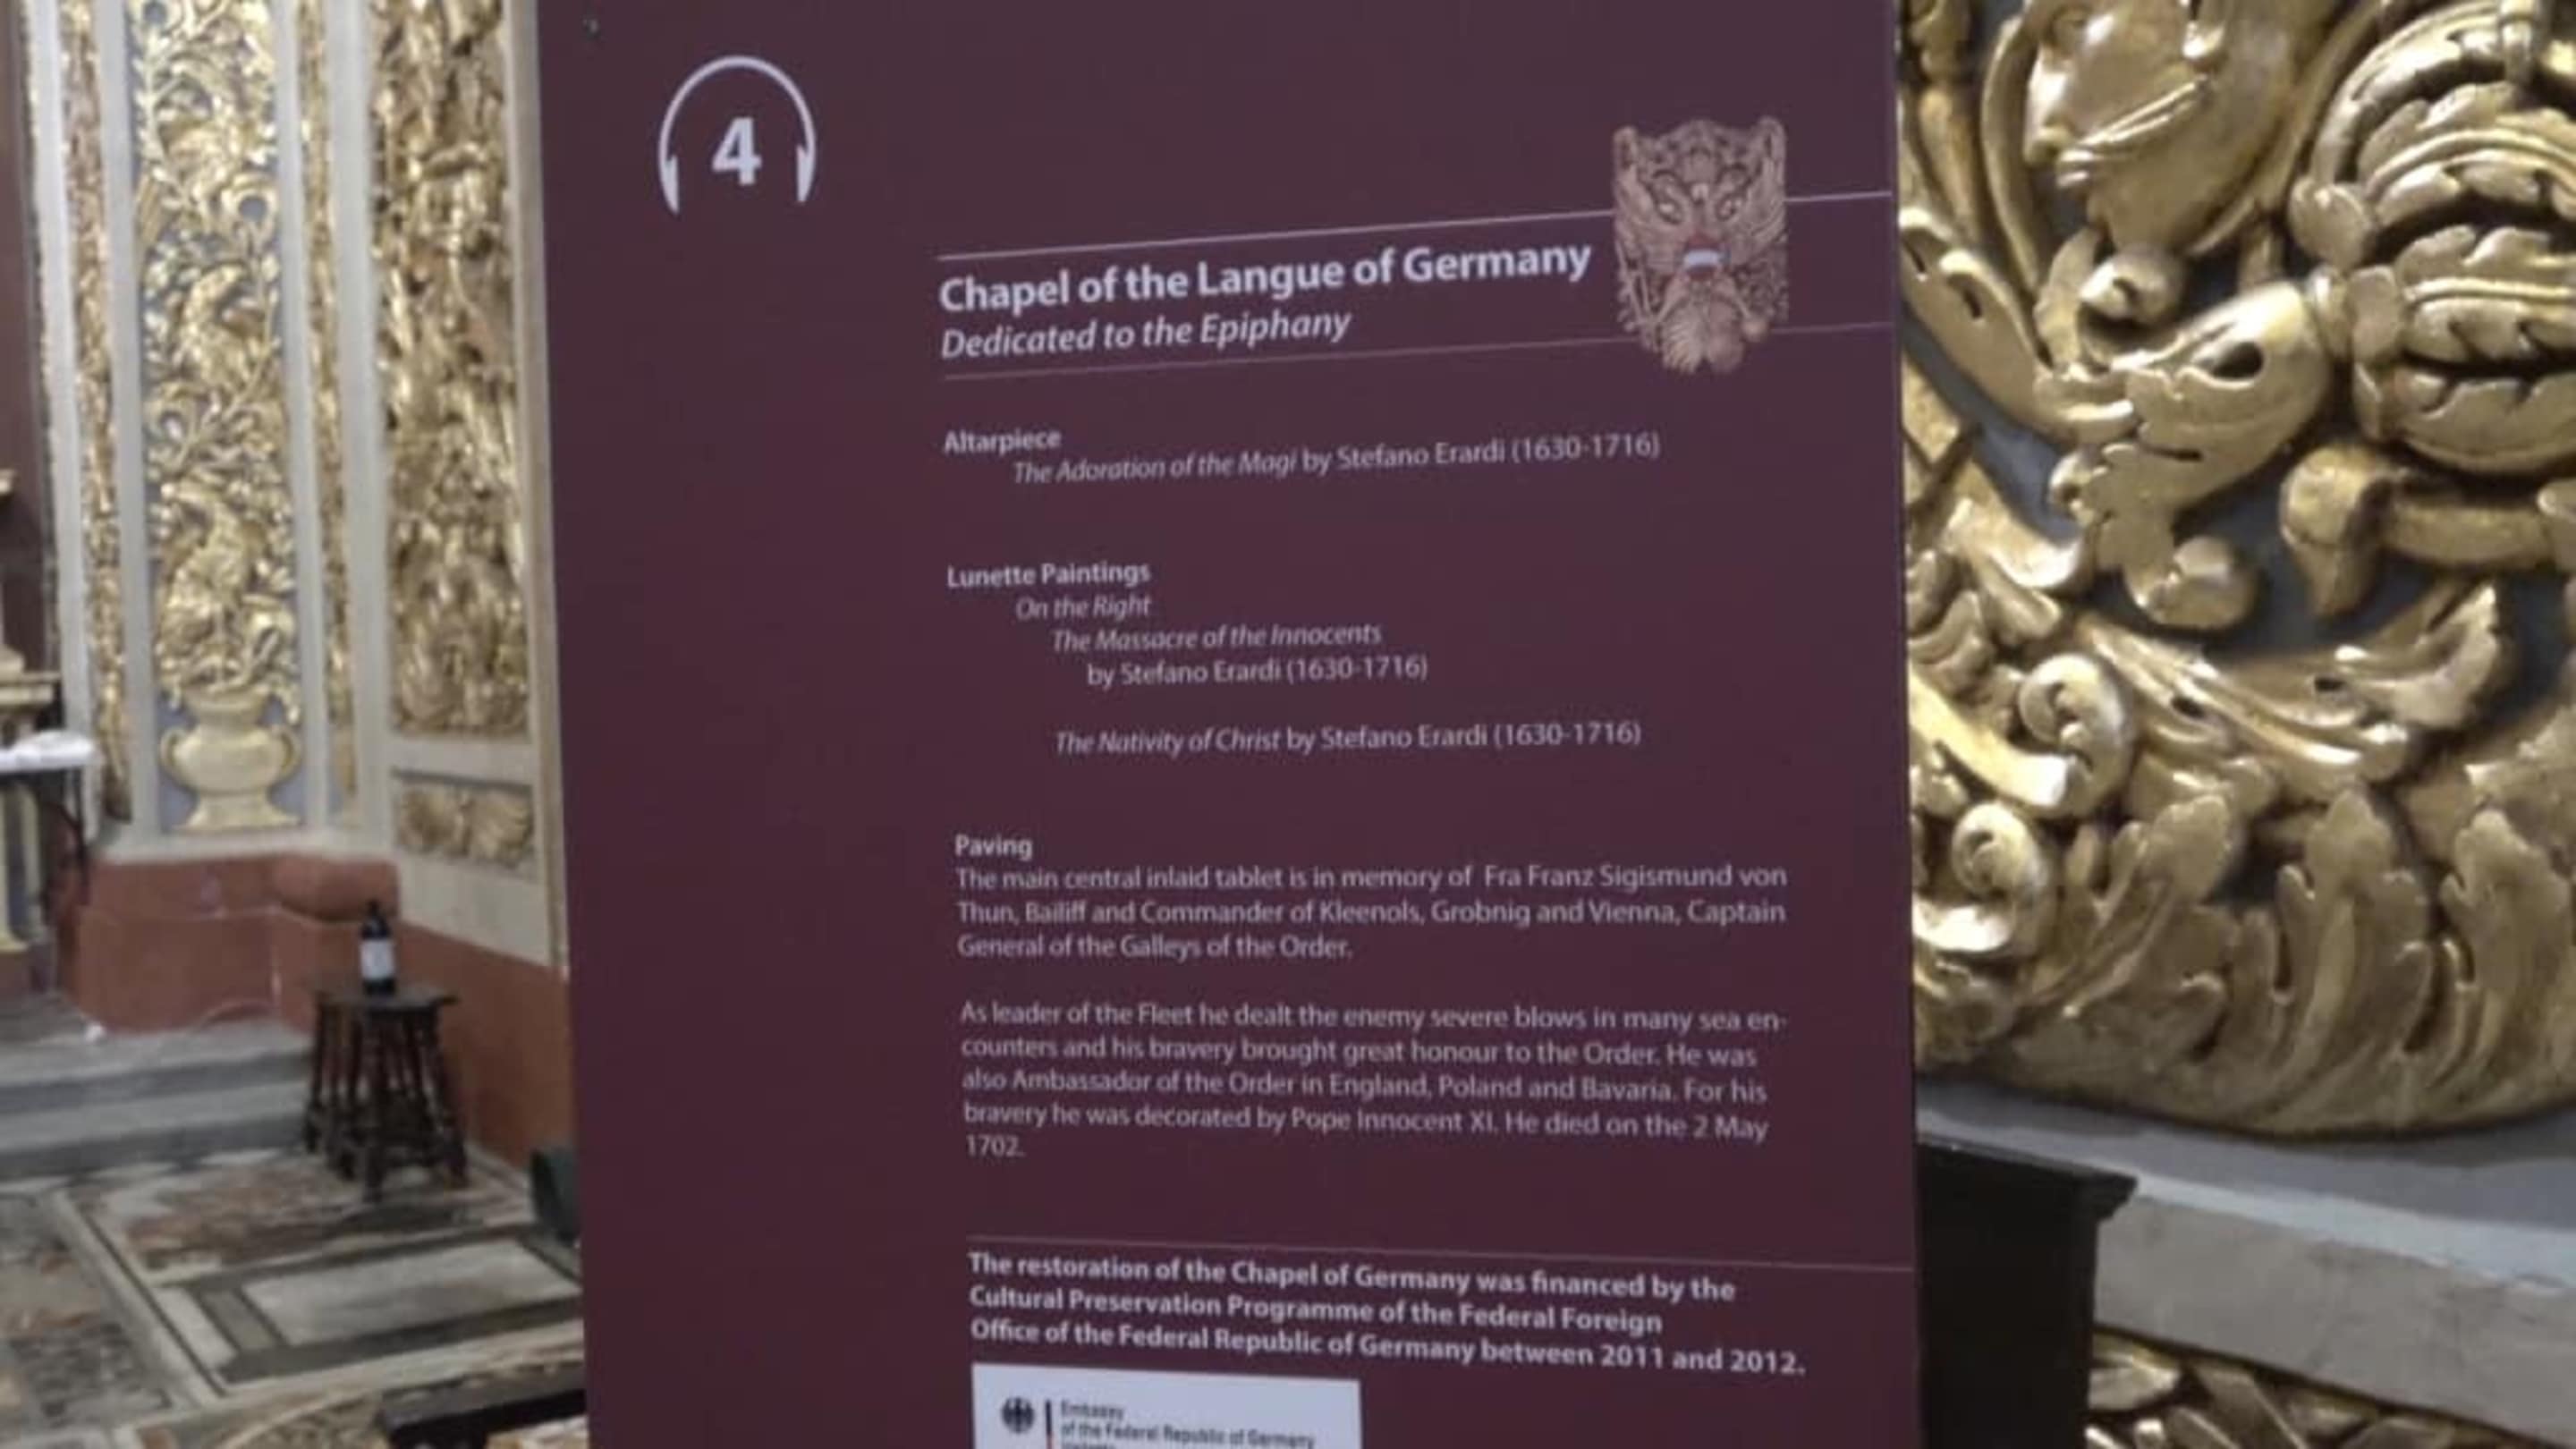 4
Chapel of the Langue of Germany
Dedicated to the Epiphany
Altarpiece
The Adoration of the Magi by Stefano Erardi (1630-1716)
Lunette Paintings
On the Right
The Massacre of the Innocents
by Stefano Erardi (1630-1716)
The Nativity of Christ by Stefano Erardi (1630-1716)
Paving
The main central inlaid tablet is in memory of Fra Franz Sigismund von
Thun, Bailiff and Commander of Kleenols, Grobnig and Vienna, Captain
General of the Galleys of the Order.
As leader of the Fleet he dealt the enemy severe blows in many sea en-
counters and his bravery brought great honour to the Order. He was
also Ambassador of the Order in England, Poland and Bavaria. For his
bravery he was decorated by Pope Innocent XI. He died on the 2 May
1702.
The restoration of the Chapel of Germany was financed by the
Cultural Preservation Programme of the Federal Foreign
Office of the Federal Republic of Germany between 2011 and 2012.
Embassy
of the Federal Republic of Germany